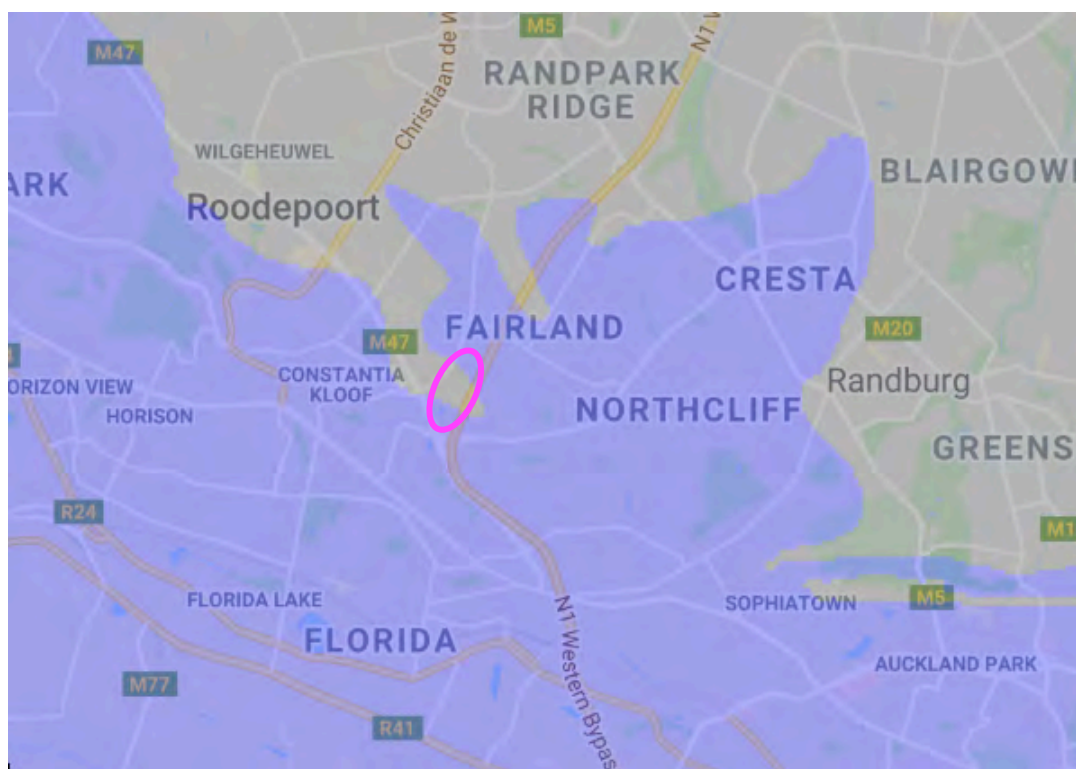 M47
M5
N1 W
RANDPARK
RIDGE
Christiaan de W
WILGEHEUWEL
BLAIRGOW
ARK
Roodepoort
CRESTA
FAIRLAND
M20
M47
CONSTANTIA
KLOOF
Randburg
ORIZON VIEW
HORISON
NORTHCLIFF
GREENS
R24
M1
FLORIDA LAKE
SOPHIATOWN
M5
FLORIDA
N1 Western Bypas
AUCKLAND PARK
M77
R41